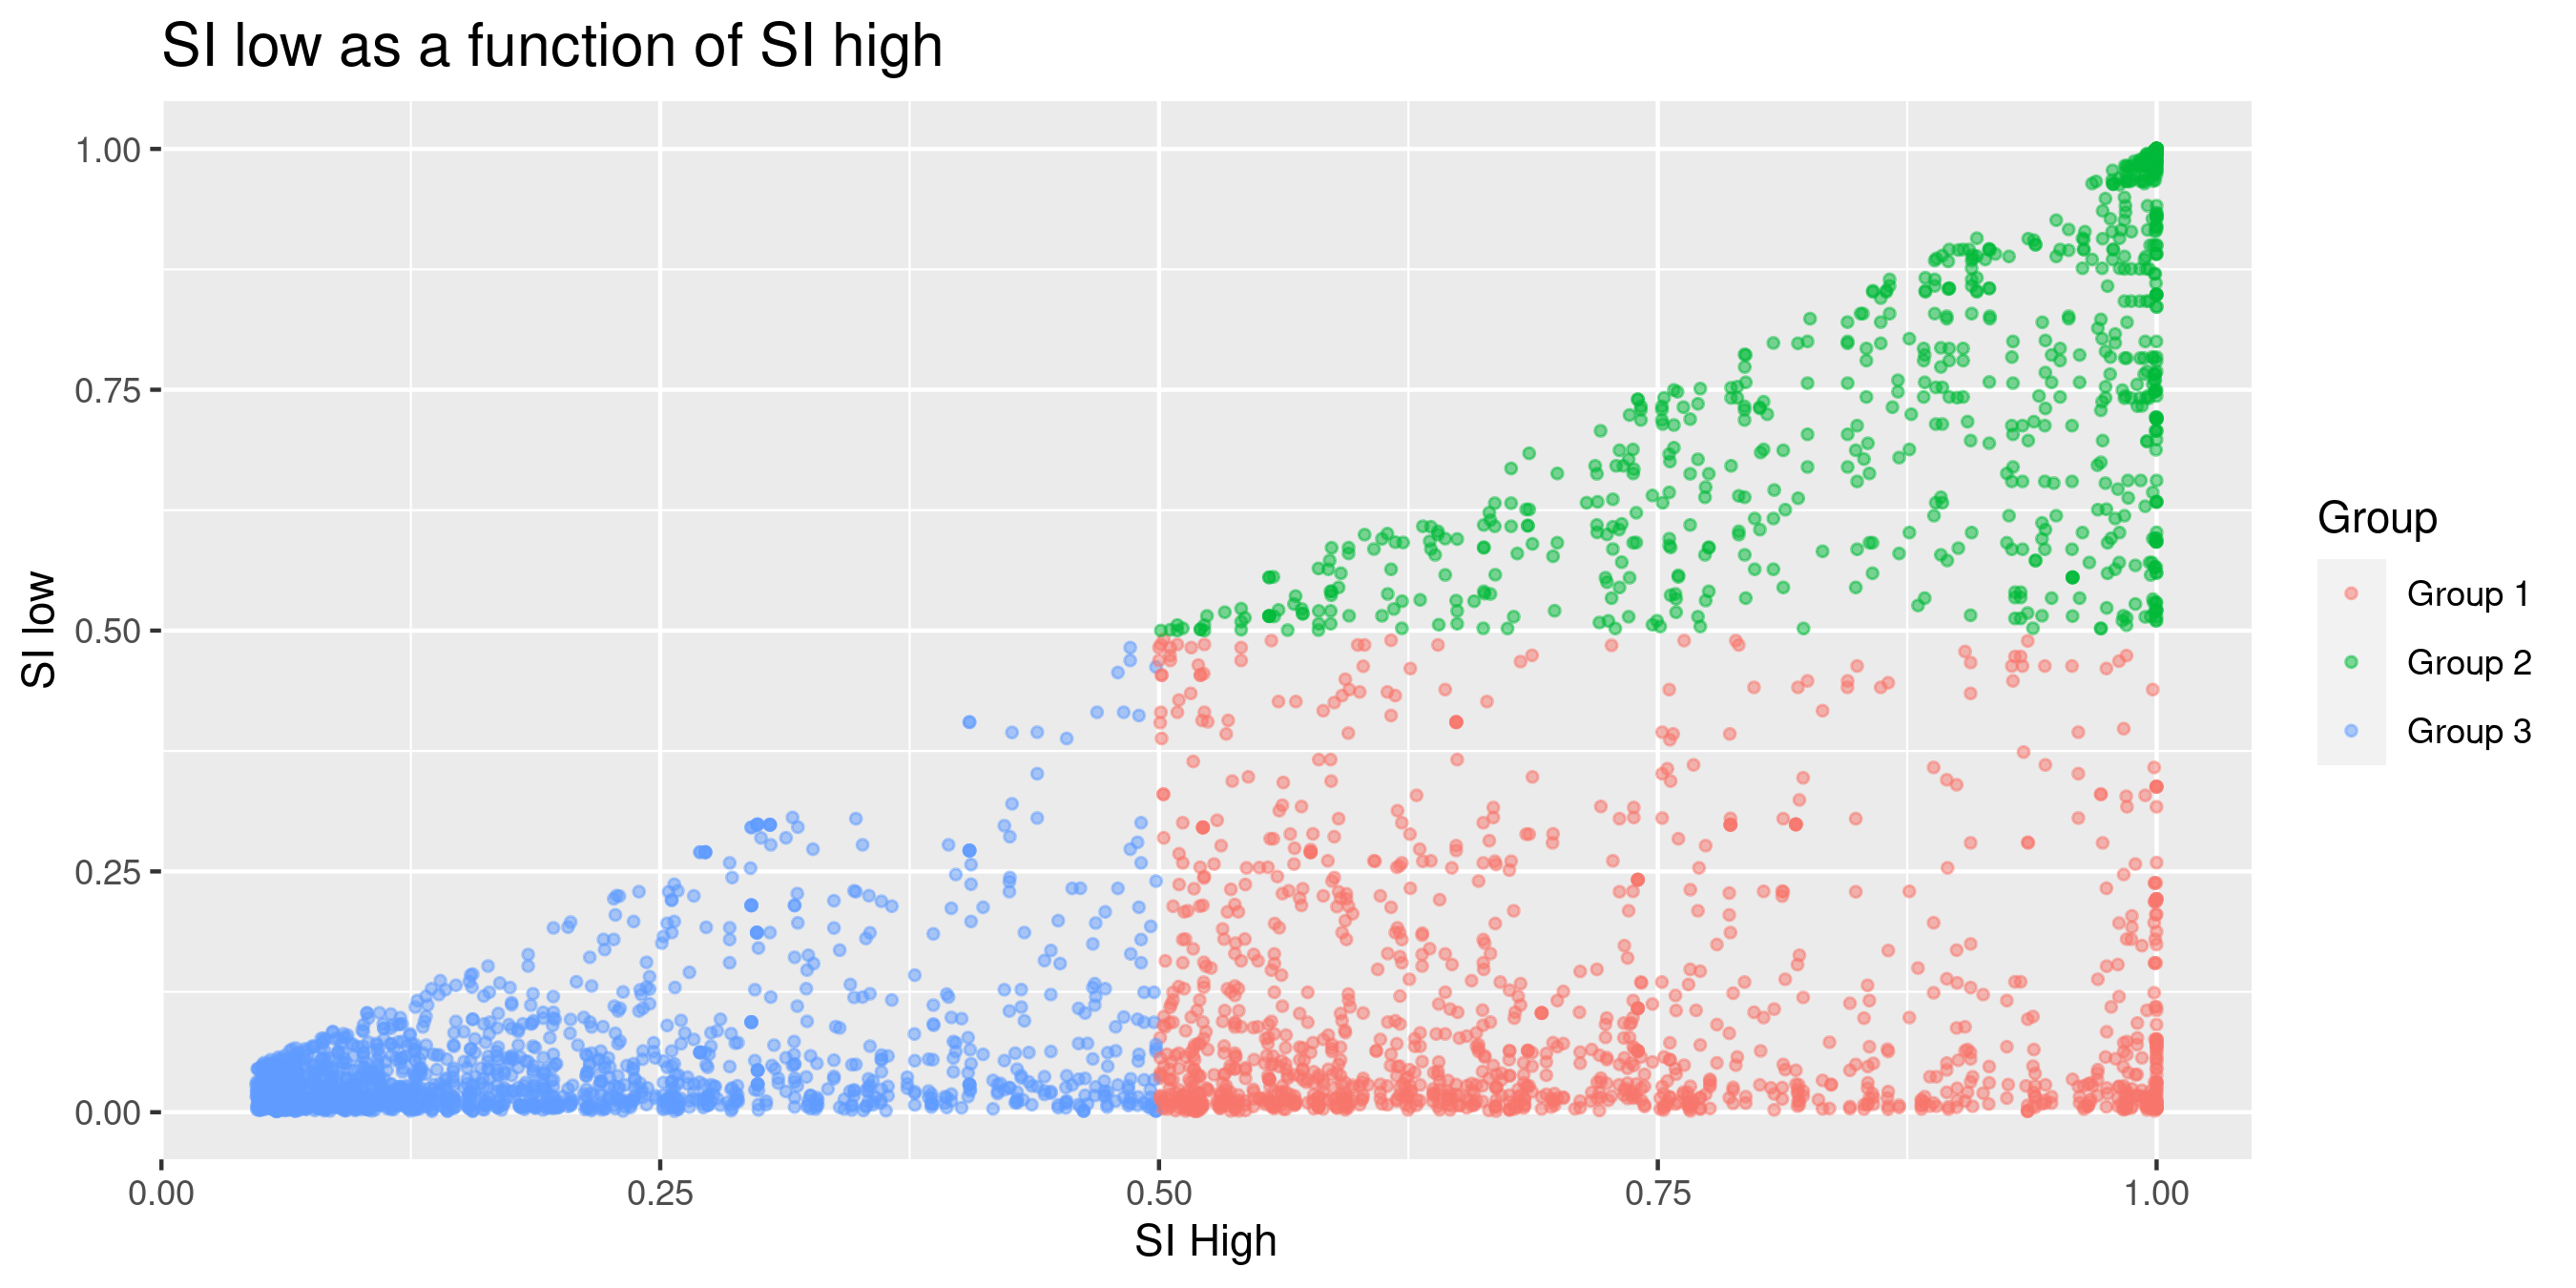 SI low as a function of SI high
1.00
0.75
0.50
0.25
0.00
SI low
0.00 0.25 0.50 0.75 1.00
SI High
Group
Group 1
Group 2
Group 3